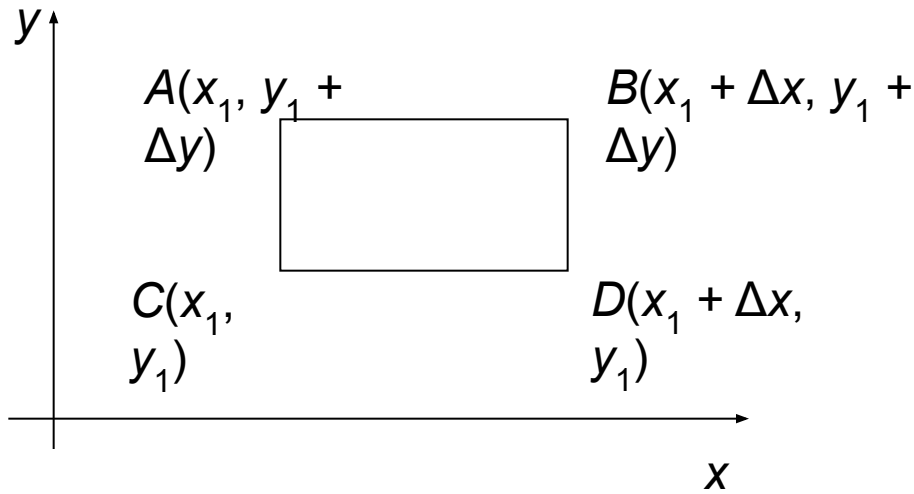 y
A(x₁, y₁ +
Δy)
B(x₁ + Δx, y₁ +
Δy)
C(x₁,
y₁)
D(x₁ + Δx,
y₁)
x